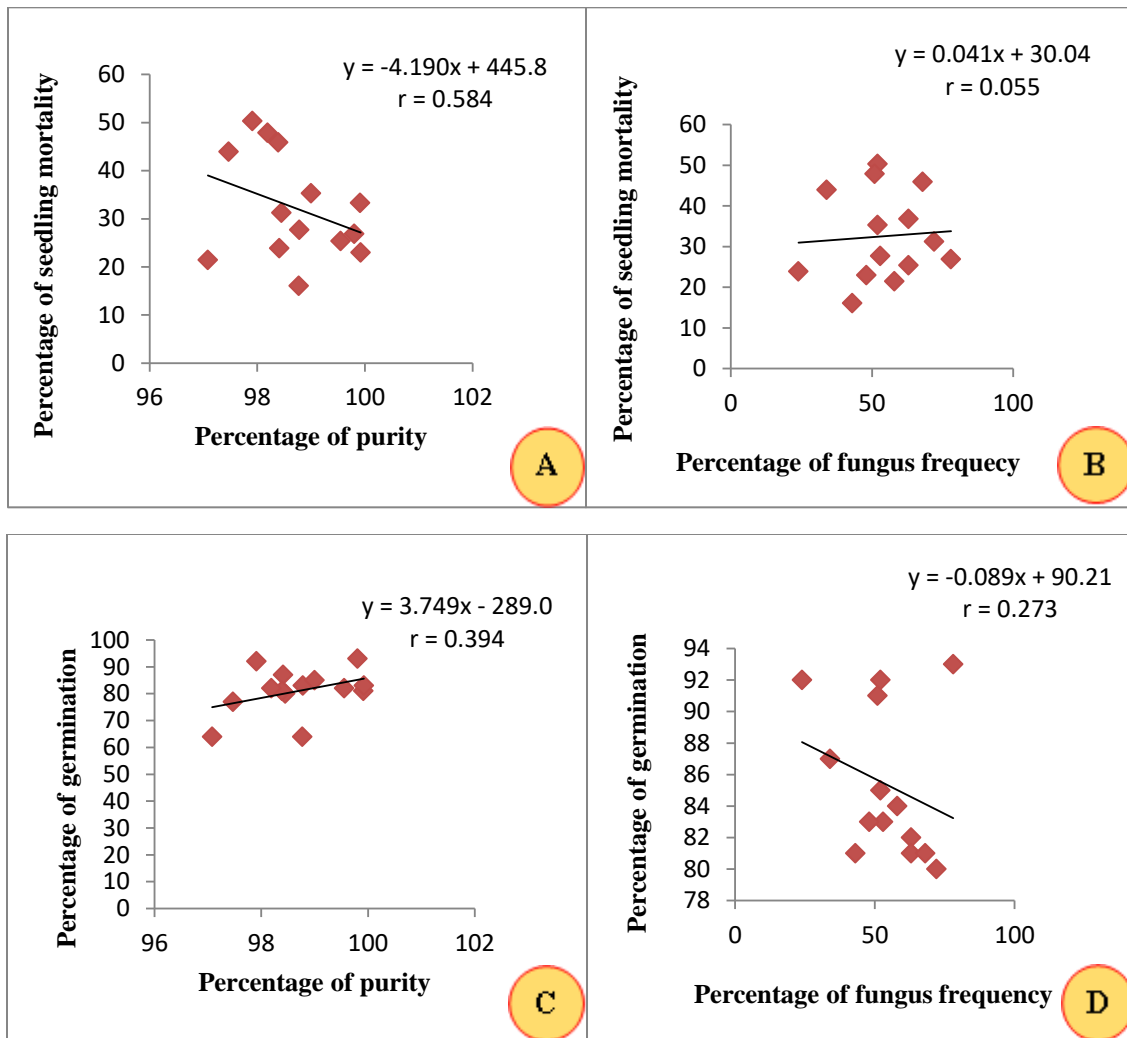 y = -4.190x + 445.8
r = 0.584
Percentage of seedling mortality
60
50
40
30
20
10
0
96 98 100 102
Percentage of purity
A
y = 0.041x + 30.04
r = 0.055
Percentage of seedling mortality
60
50
40
30
20
10
0
0 50 100
Percentage of fungus frequecy
B
y = 3.749x - 289.0
r = 0.394
Percentage of germination
100
90
80
70
60
50
40
30
20
10
0
96 98 100 102
Percentage of purity
C
y = -0.089x + 90.21
r = 0.273
Percentage of germination
94
92
90
88
86
84
82
80
78
0 50 100
Percentage of fungus frequency
D